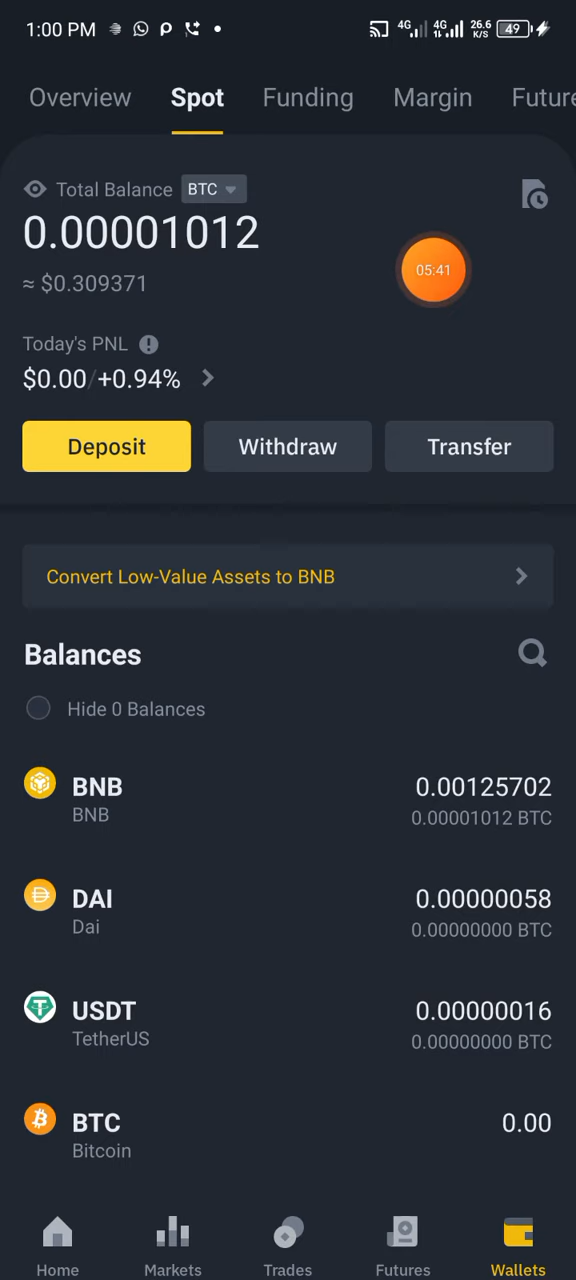 1:00 PM
4G 4G 26.6 K/S 49
Overview Spot Funding Margin Future
Total Balance BTC
0.00001012
≈ $0.309371
05:41
Today's PNL
$0.00/+0.94%
Deposit Withdraw Transfer
Convert Low-Value Assets to BNB
Balances
Hide 0 Balances
BNB 0.00125702
BNB 0.00001012 BTC
DAI 0.00000058
Dai 0.00000000 BTC
USDT 0.00000016
TetherUS 0.00000000 BTC
BTC 0.00
Bitcoin
Home Markets Trades Futures Wallets